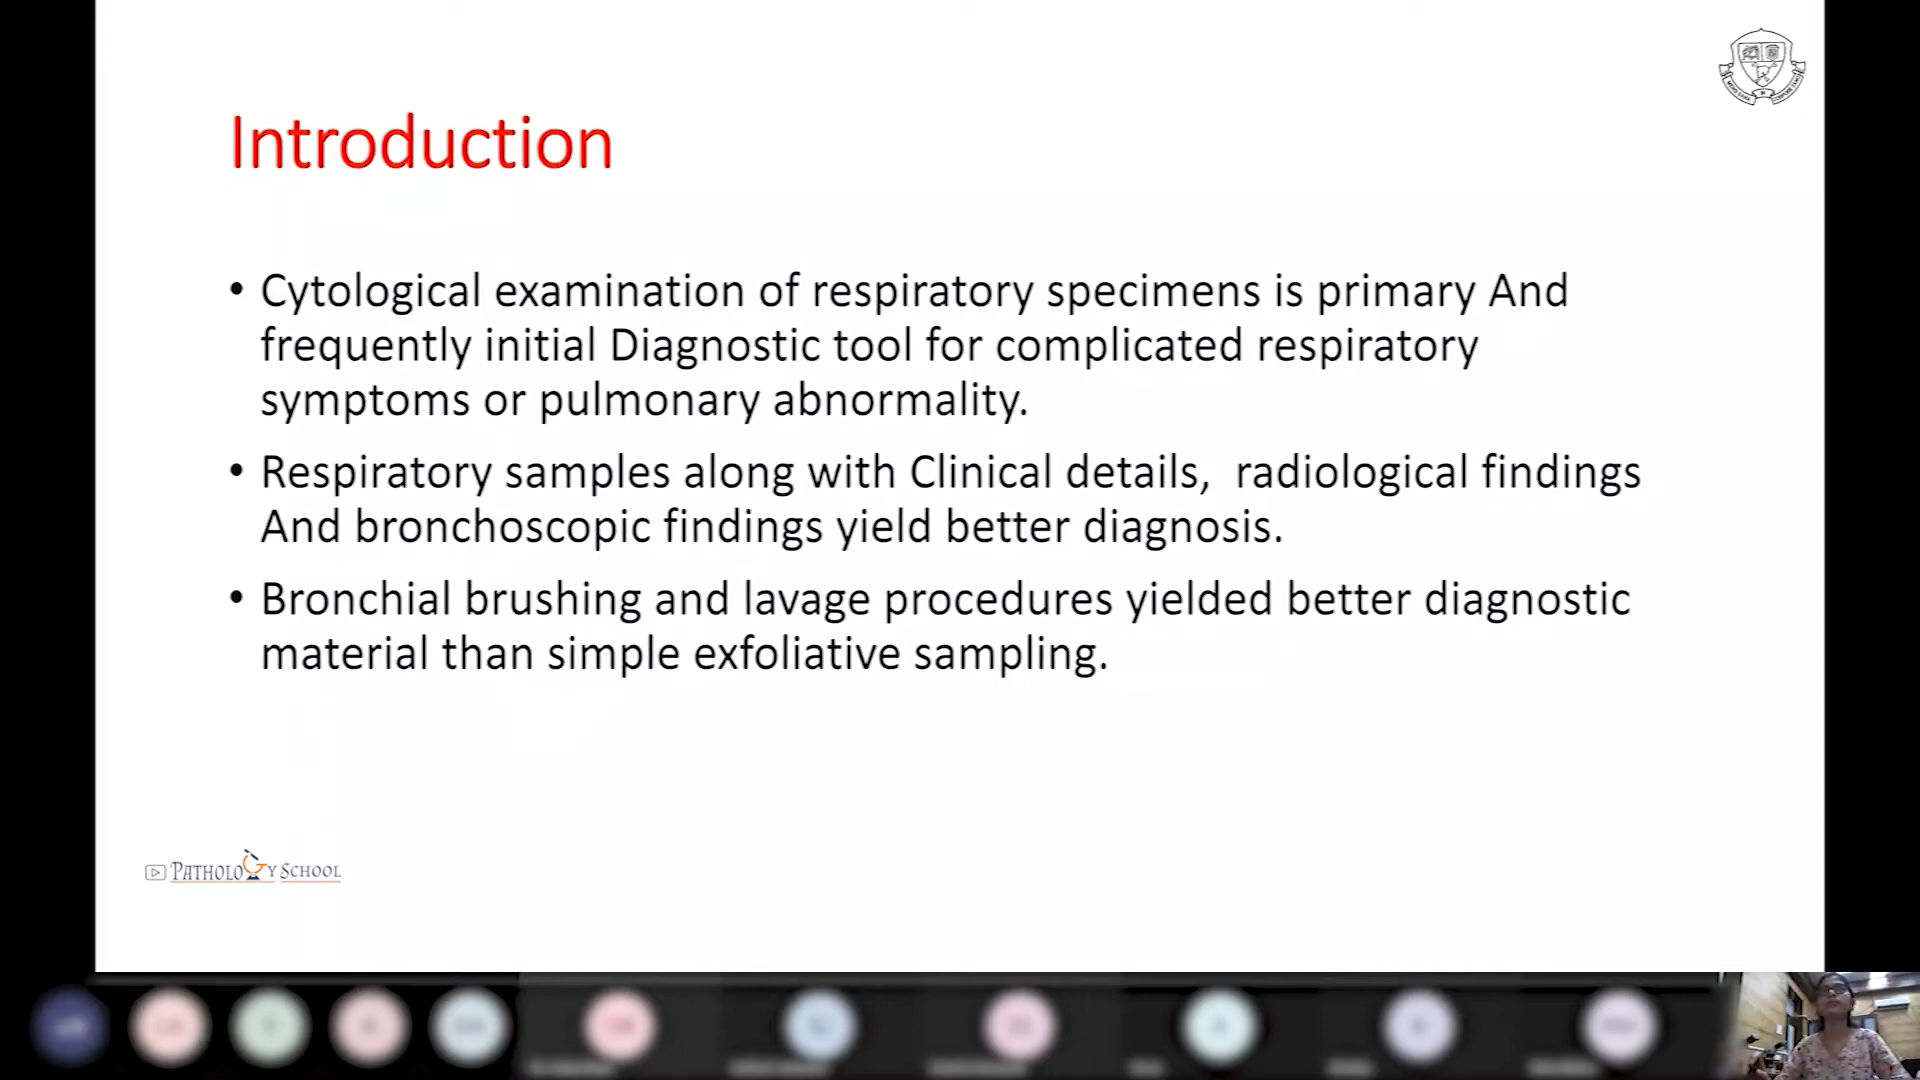 Introduction
• Cytological examination of respiratory specimens is primary And
frequently initial Diagnostic tool for complicated respiratory
symptoms or pulmonary abnormality.
• Respiratory samples along with Clinical details,  radiological findings
And bronchoscopic findings yield better diagnosis.
• Bronchial brushing and lavage procedures yielded better diagnostic
material than simple exfoliative sampling.
PATHOLOGY SCHOOL